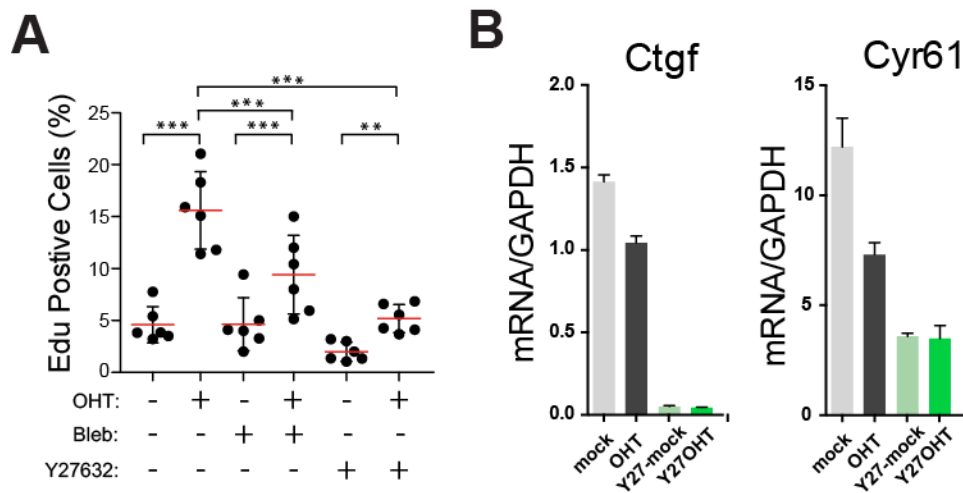 A
Edu Postive Cells (%)
25
20
15
10
5
0
***
***
*** *** **
OHT: - + - + - +
Bleb: - - + + - -
Y27632: - - - - + +
B
Ctgf
mRNA/GAPDH
2.0
1.5
1.0
0.5
0.0
mock OHT Y27-mock Y27OHT
Cyr61
mRNA/GAPDH
15
10
5
0
mock OHT Y27-mock Y27OHT